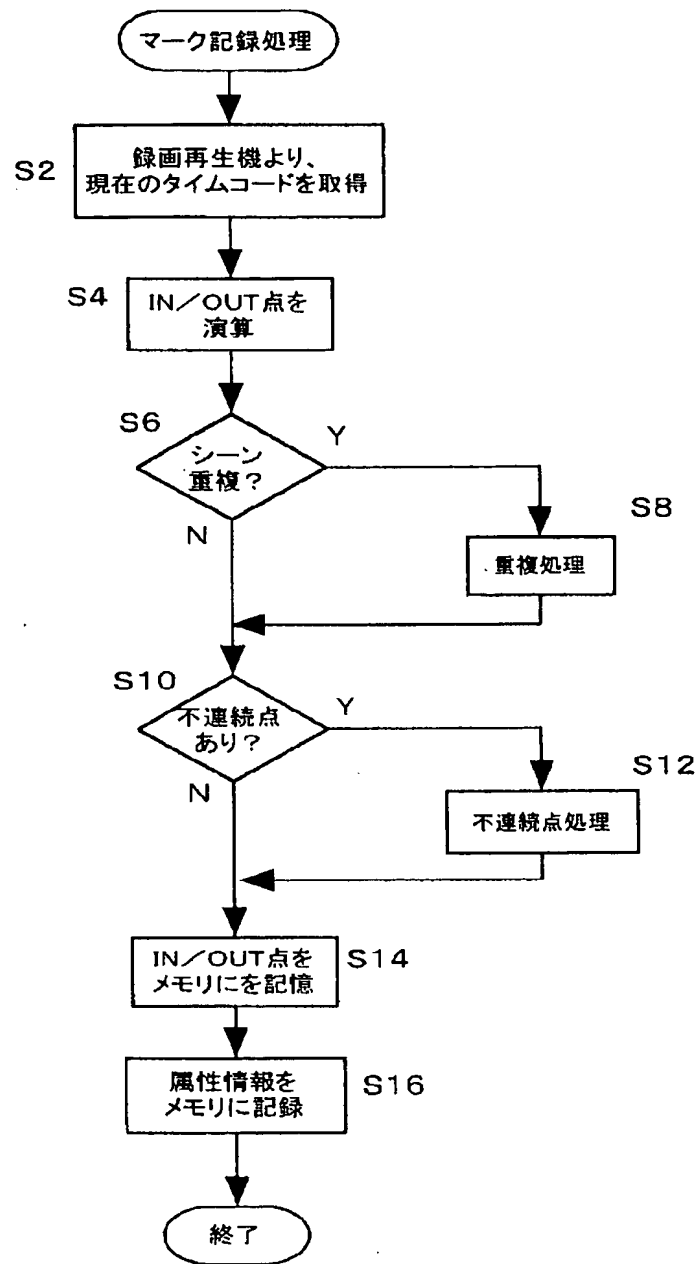 マーク記録処理
S2
録画再生機より、
現在のタイムコードを取得
S4
IN/OUT点を
演算
S6
シーン
重複?
Y
N
S8
重複処理
S10
不連続点
あり?
Y
N
S12
不連続点処理
IN/OUT点を
メモリにを記憶
S14
属性情報を
メモリに記録
S16
終了